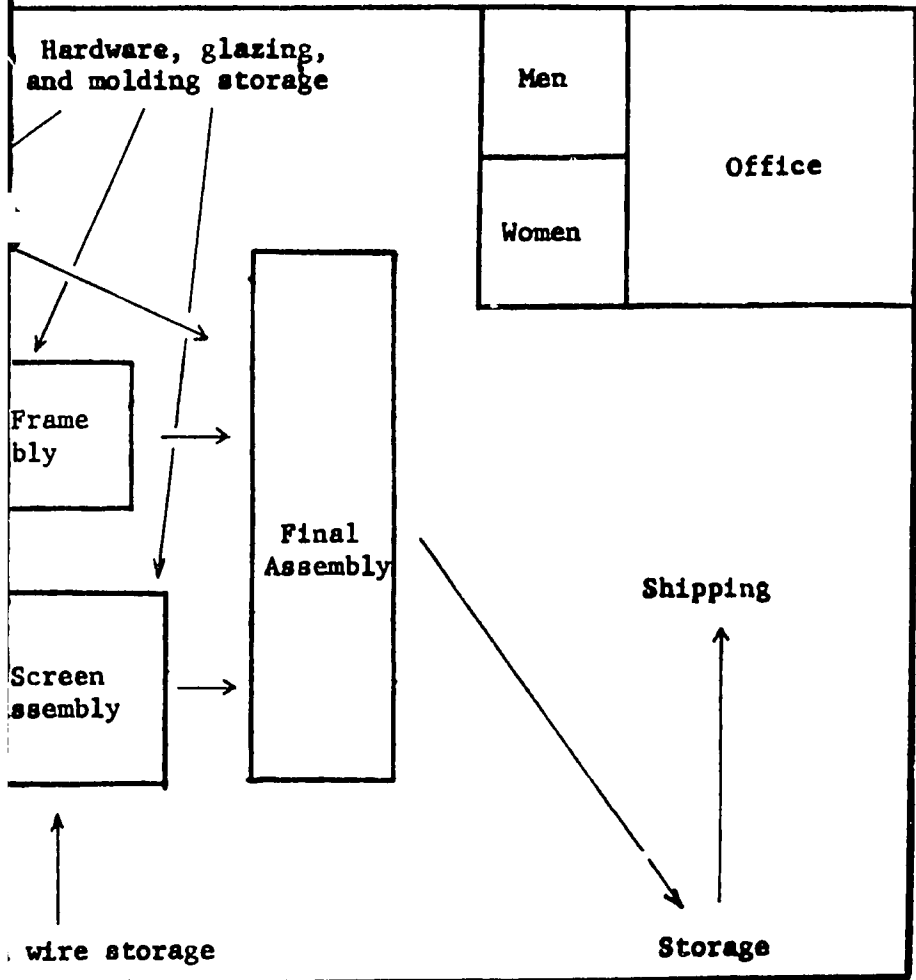 Hardware, glazing,
and molding storage
Men
Office
Women
Frame
bly
Final
Assembly
Shipping
Screen
ssembly
wire storage
Storage